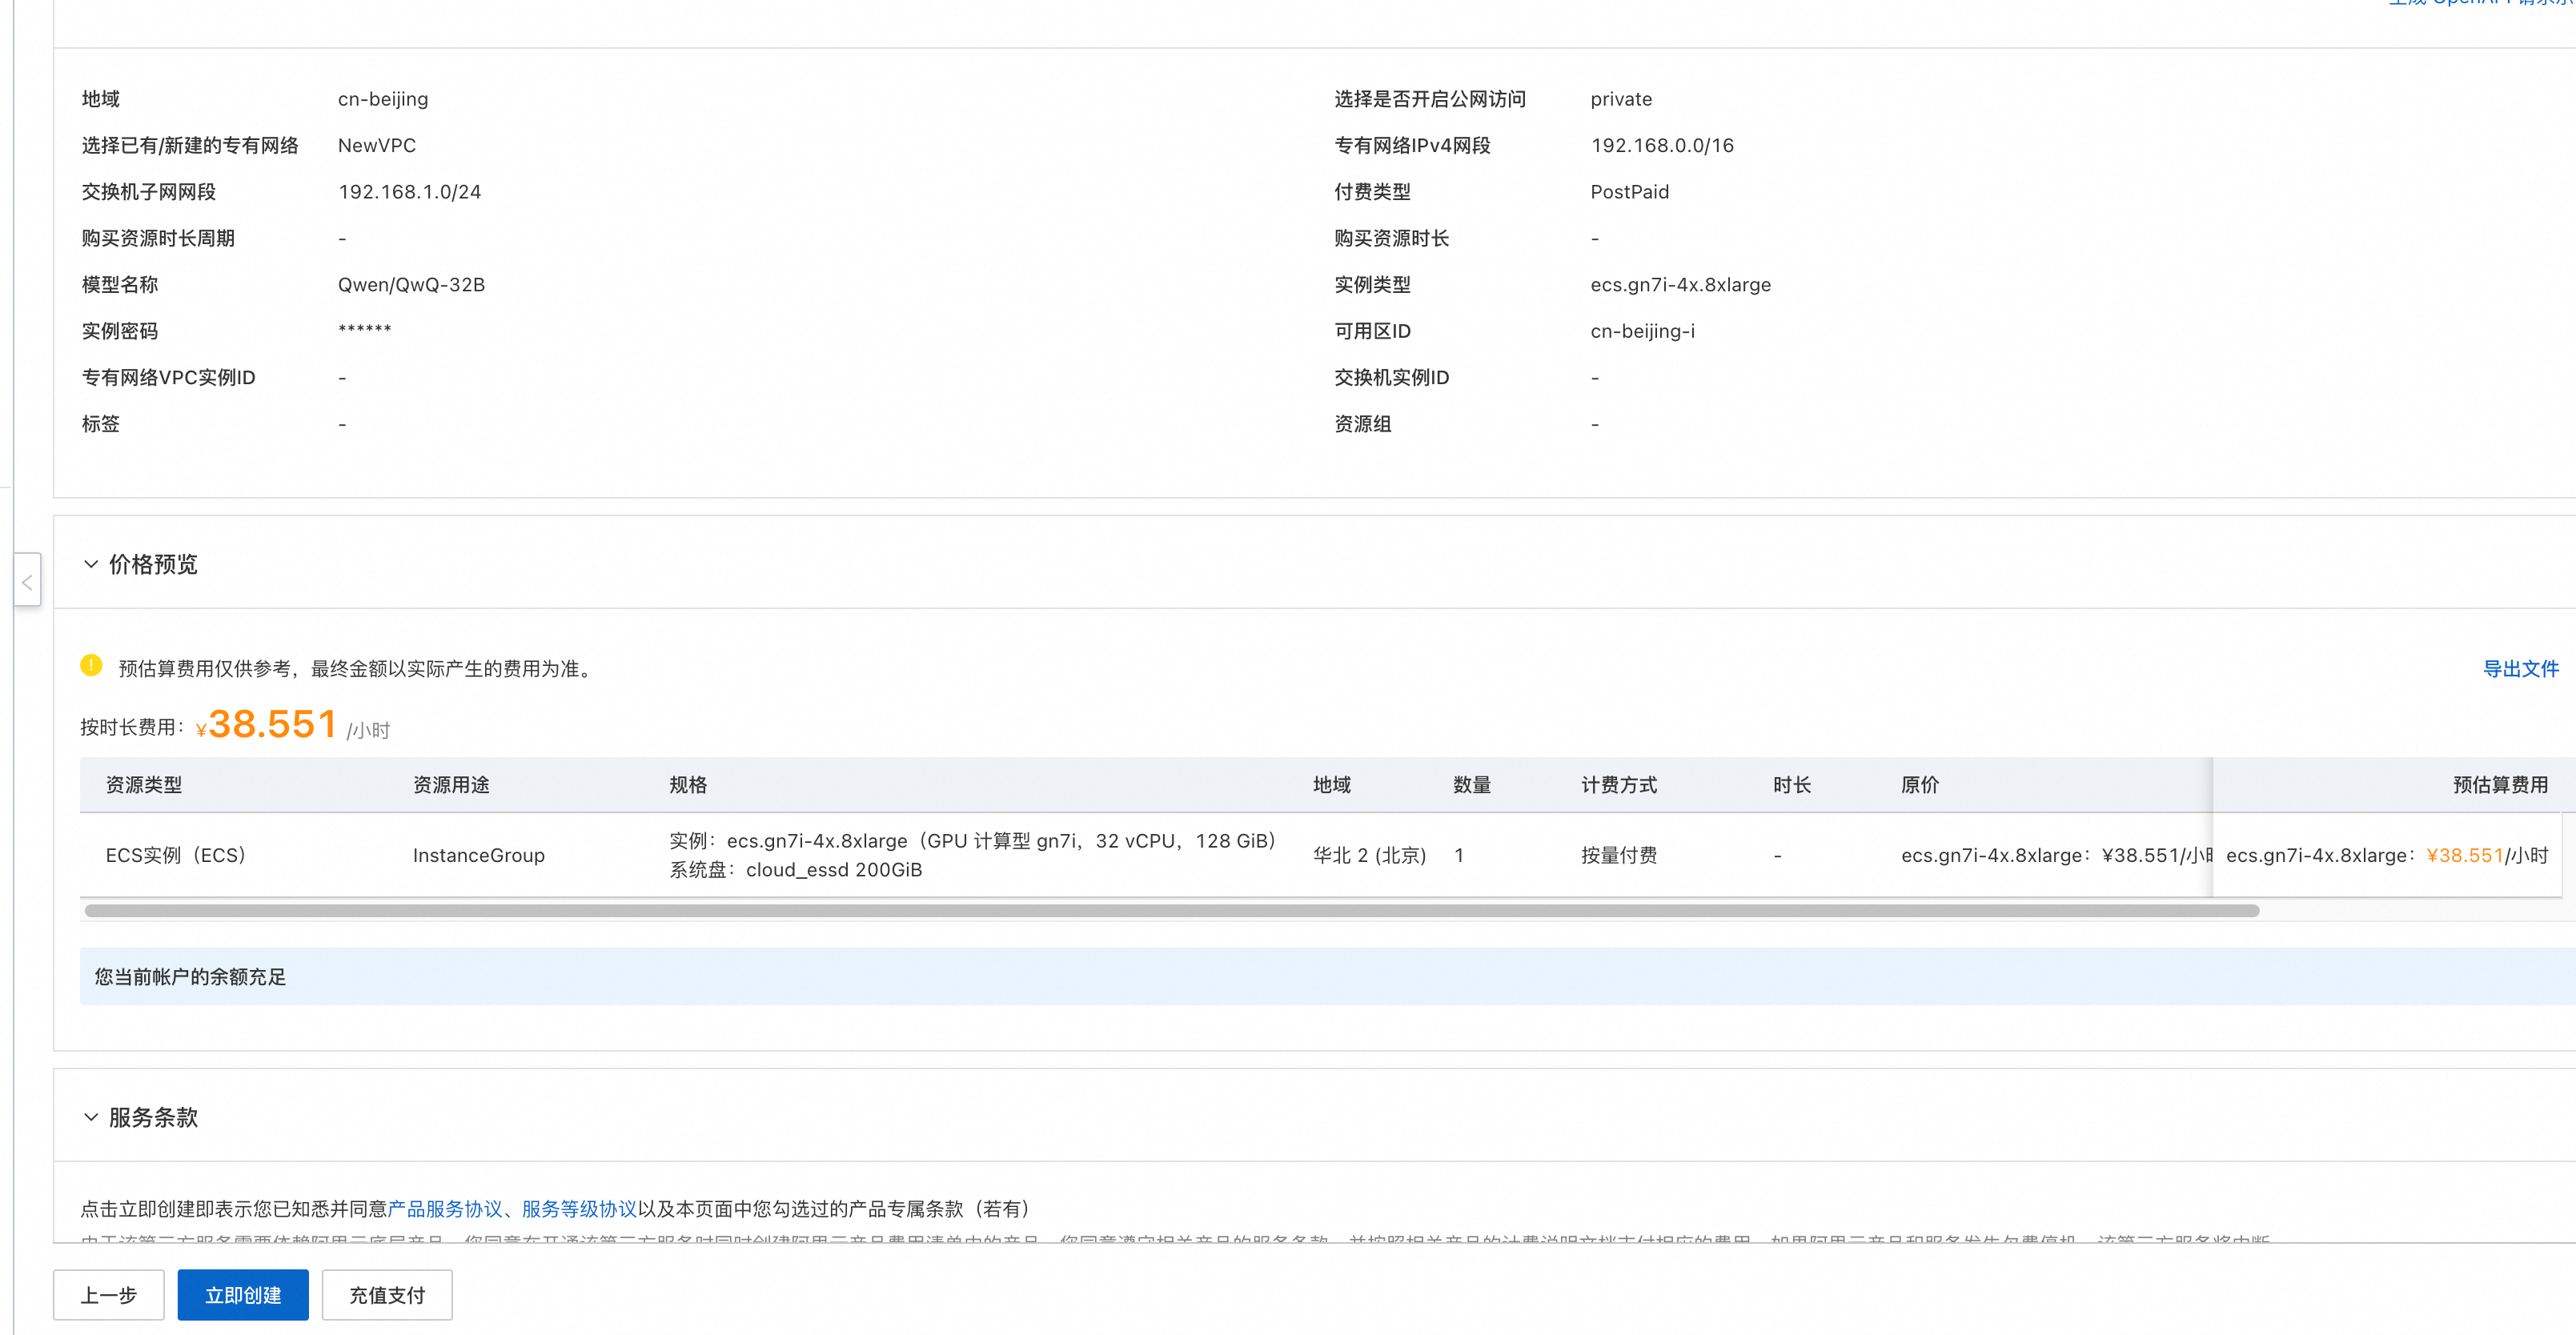 地域 cn-beijing 选择是否开启公网访问 private
选择已有/新建的专有网络 NewVPC 专有网络IPv4网段 192.168.0.0/16
交换机子网网段 192.168.1.0/24 付费类型 PostPaid
购买资源时长周期 - 购买资源时长 -
模型名称 Qwen/QwQ-32B 实例类型 ecs.gn7i-4x.8xlarge
实例密码 ****** 可用区ID cn-beijing-i
专有网络VPC实例ID - 交换机实例ID -
标签 - 资源组 -
价格预览
预估算费用仅供参考，最终金额以实际产生的费用为准。 导出文件
按时长费用：¥38.551 /小时
资源类型 资源用途 规格 地域 数量 计费方式 时长 原价 预估算费用
ECS实例（ECS） InstanceGroup 实例：ecs.gn7i-4x.8xlarge（GPU 计算型 gn7i，32 vCPU，128 GiB） 华北 2 (北京) 1 按量付费 - ecs.gn7i-4x.8xlarge：¥38.551/小 ecs.gn7i-4x.8xlarge：¥38.551/小时
系统盘：cloud_essd 200GiB
您当前帐户的余额充足
服务条款
点击立即创建即表示您已知悉并同意产品服务协议、服务等级协议以及本页面中您勾选过的产品专属条款（若有）
上一步 立即创建 充值支付